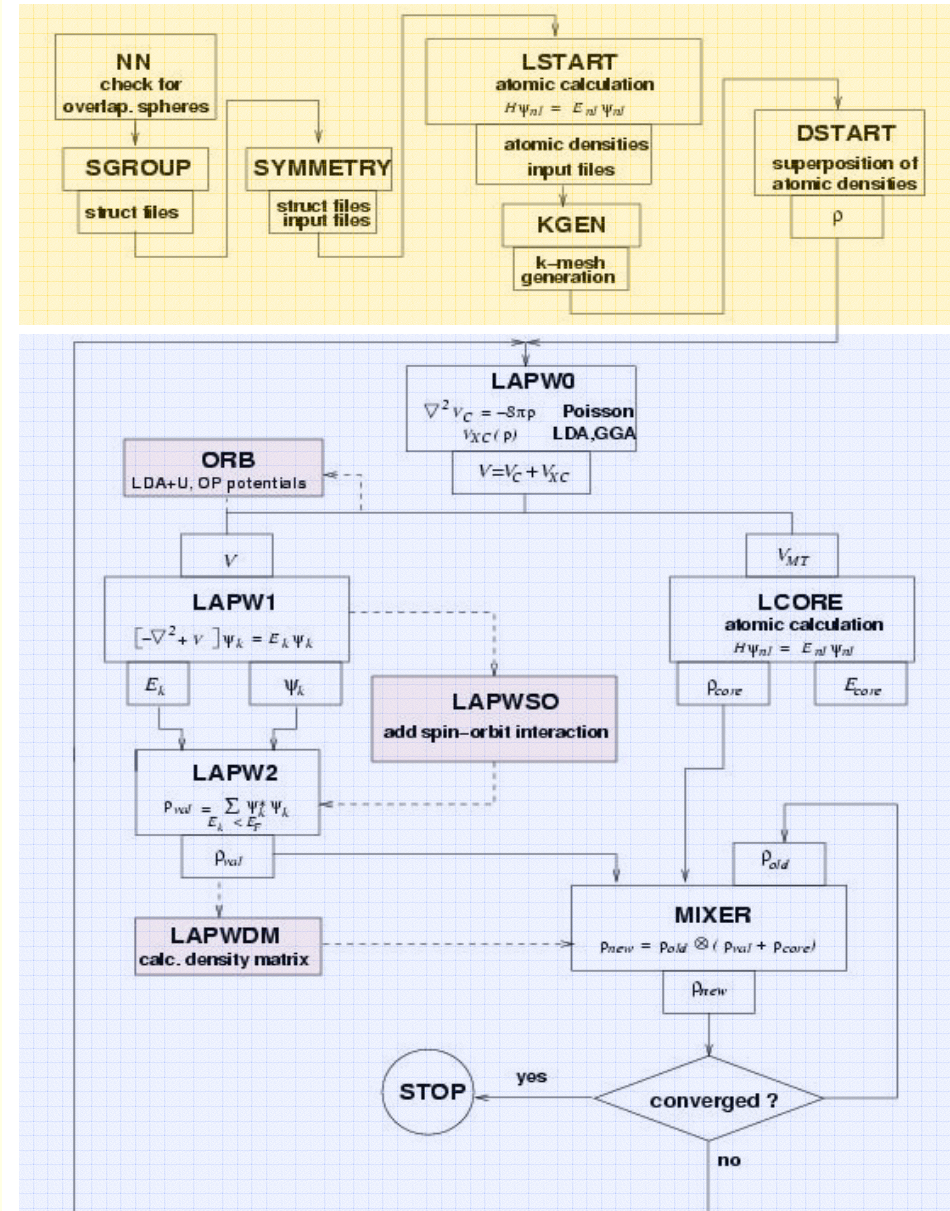 NN
check for
overlap. spheres
SGROUP
struct files
SYMMETRY
struct files
input files
LSTART
atomic calculation
Hψnl = Enl ψnl
atomic densities
input files
KGEN
k–mesh
generation
DSTART
superposition of
atomic densities
ρ
LAPW0
∇²VC = –8πρ Poisson
VXC(ρ) LDA,GGA
V=VC+VXC
ORB
LDA+U, OP potentials
V
LAPW1
[–∇²+V]ψk = Ek ψk
Ek
ψk
VMT
LCORE
atomic calculation
Hψnl = Enl ψnl
ρcore
Ecore
LAPWSO
add spin–orbit interaction
LAPW2
ρval = Σ ψk* ψk
Ek <EF
ρval
LAPWDM
calc. density matrix
ρold
MIXER
ρnew = ρold ⊗ (ρval + ρcore)
ρnew
converged ?
yes
STOP
no